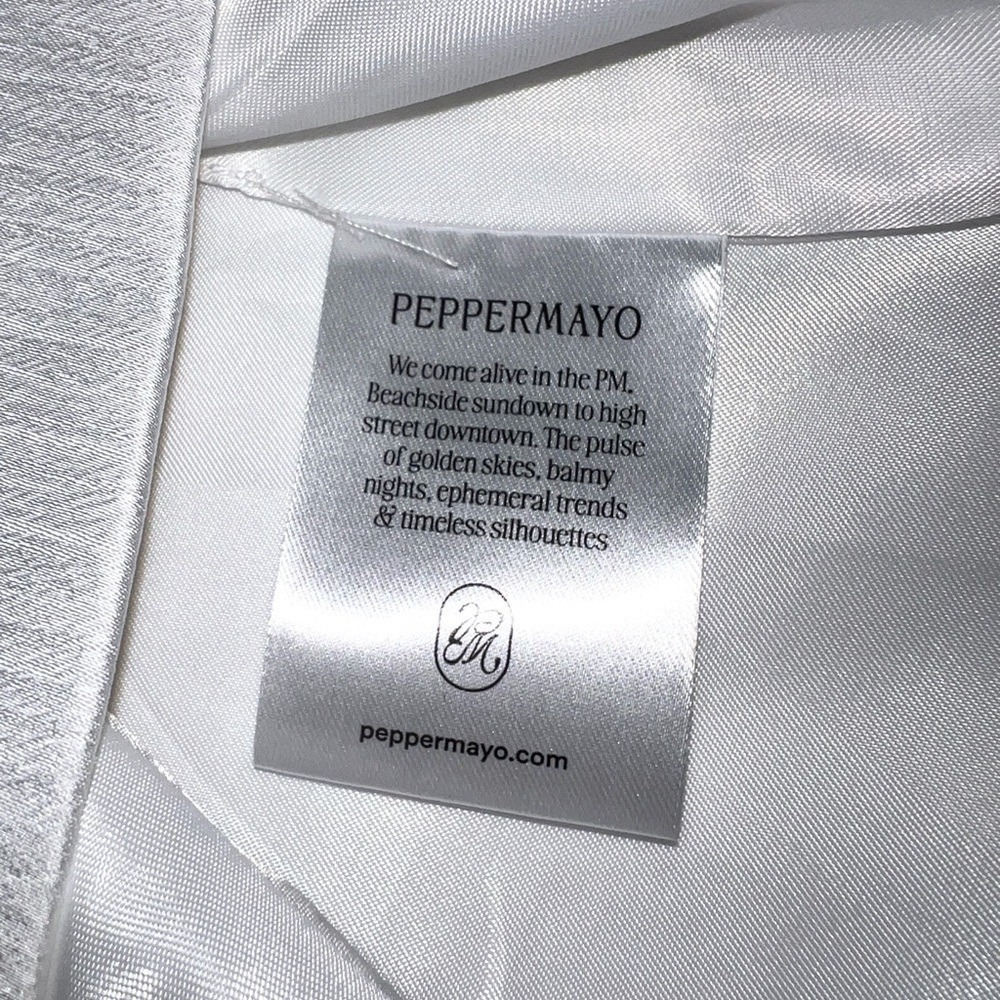 PEPPERMAYO
We come alive in the PM.
Beachside sundown to high
street downtown. The pulse
of golden skies, balmy
nights, ephemeral trends
& timeless silhouettes
PM
peppermayo.com